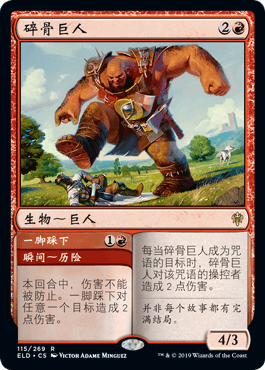 碎骨巨人 2
生物~巨人
一脚踩下 1
瞬间~历险
本回合中，伤害不能
被防止。一脚踩下对
任意一个目标造成2
点伤害。
每当碎骨巨人成为咒
语的目标时，碎骨巨
人对该咒语的操控者
造成2点伤害。
并非每个故事都有完
满结局。
4/3
115/269 R
ELD • CS VICTOR ADAME MINGUEZ
™ & © 2019 Wizards of the Coast